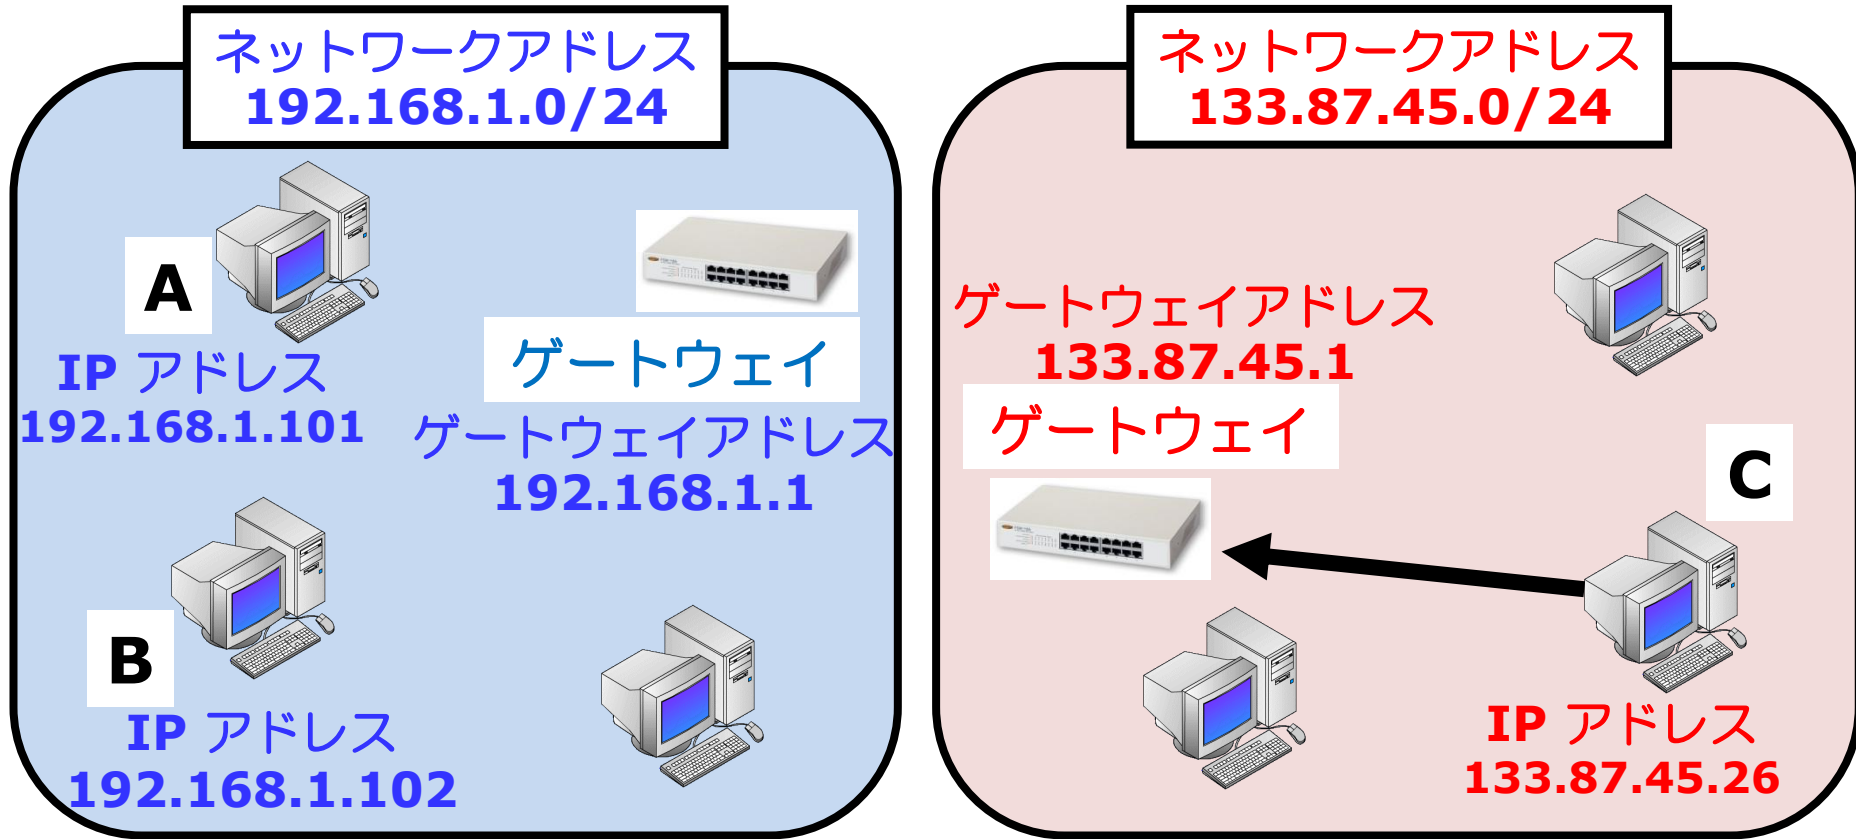 ネットワークアドレス
192.168.1.0/24
A
IP アドレス
192.168.1.101
ゲートウェイ
ゲートウェイアドレス
192.168.1.1
B
IP アドレス
192.168.1.102
ネットワークアドレス
133.87.45.0/24
ゲートウェイアドレス
133.87.45.1
ゲートウェイ
C
IP アドレス
133.87.45.26